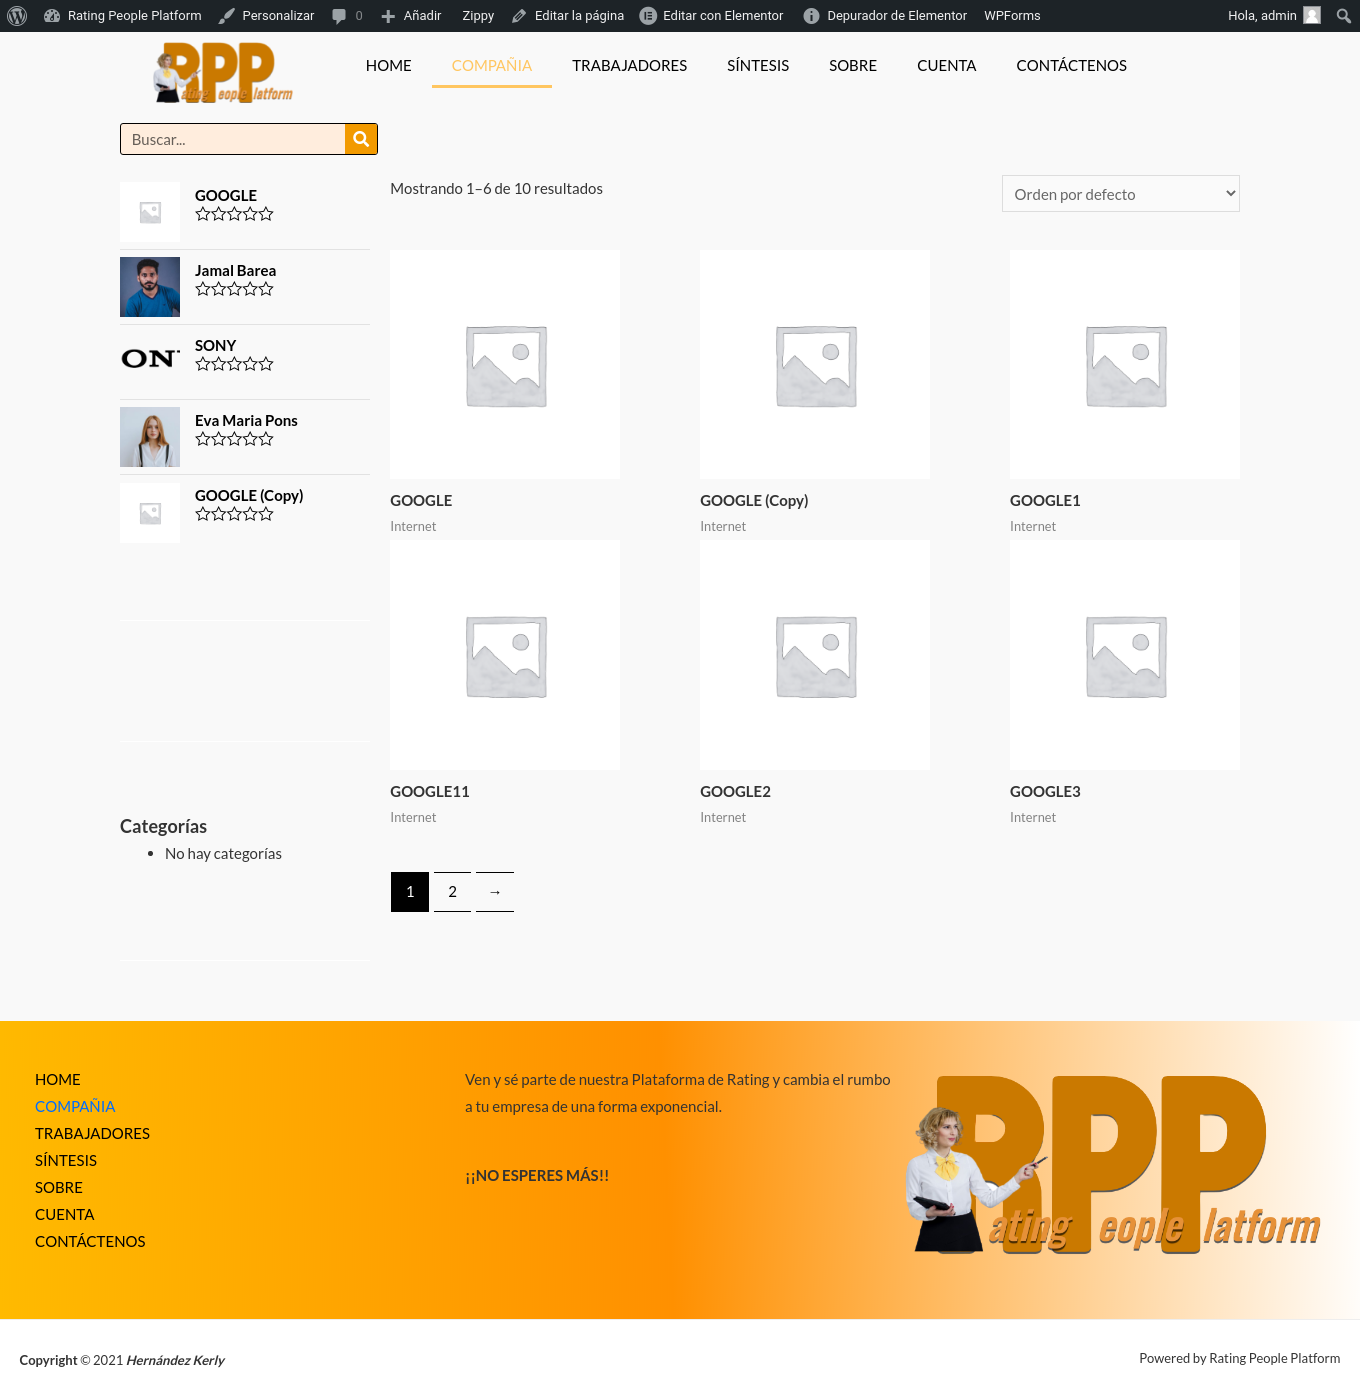 Rating People Platform Personalizar 0 Añadir Zippy Editar la página Editar con Elementor Depurador de Elementor WPForms Hola, admin
RPP
ating eople latform
HOME COMPAÑIA TRABAJADORES SÍNTESIS SOBRE CUENTA CONTÁCTENOS
Buscar...
GOOGLE
Jamal Barea
SONY
ON
Eva Maria Pons
GOOGLE (Copy)
Categorías
No hay categorías
Mostrando 1–6 de 10 resultados
Orden por defecto
GOOGLE
Internet
GOOGLE (Copy)
Internet
GOOGLE1
Internet
GOOGLE11
Internet
GOOGLE2
Internet
GOOGLE3
Internet
1 2 →
HOME
COMPAÑIA
TRABAJADORES
SÍNTESIS
SOBRE
CUENTA
CONTÁCTENOS
Ven y sé parte de nuestra Plataforma de Rating y cambia el rumbo
a tu empresa de una forma exponencial.
¡¡NO ESPERES MÁS!!
RPP
ating eople latform
Copyright © 2021 Hernández Kerly
Powered by Rating People Platform